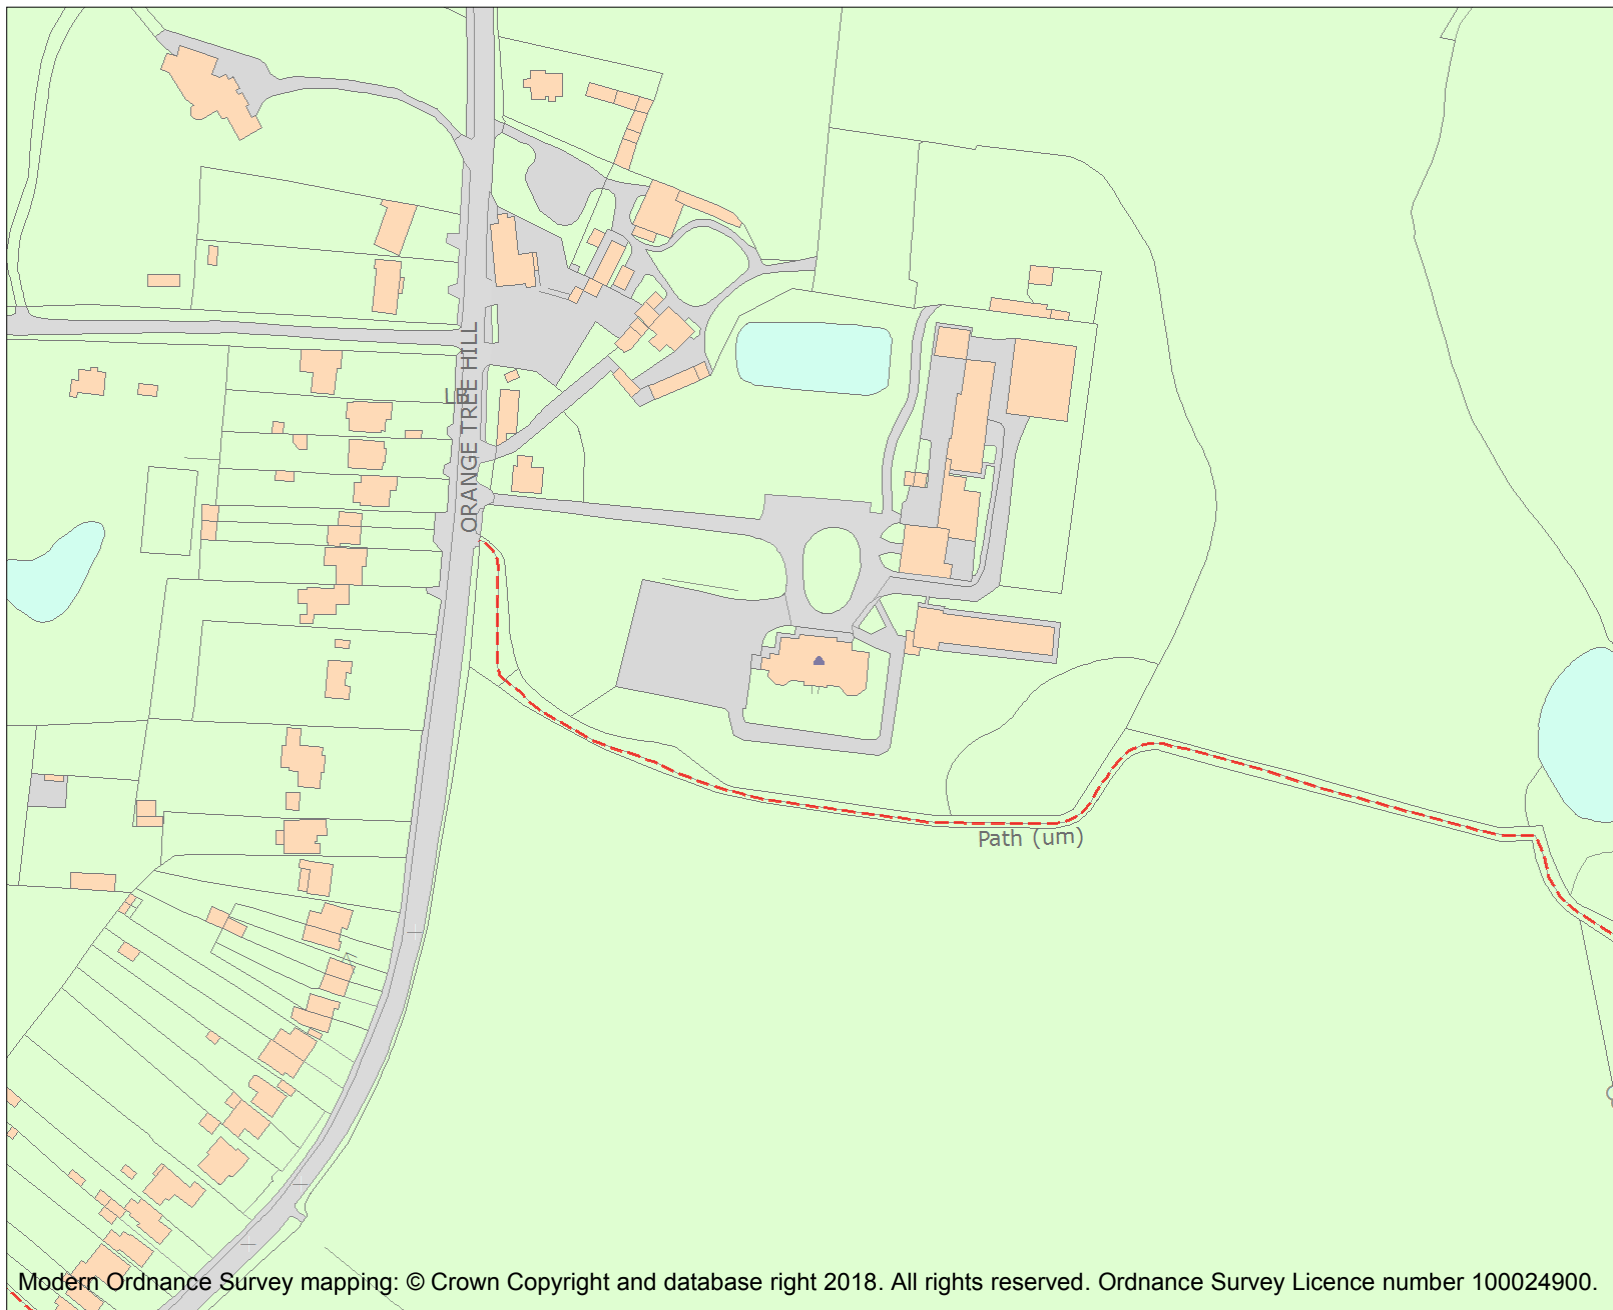 ORANGE TREE HILL
LB
Path (um)
Modern Ordnance Survey mapping: © Crown Copyright and database right 2018. All rights reserved. Ordnance Survey Licence number 100024900.